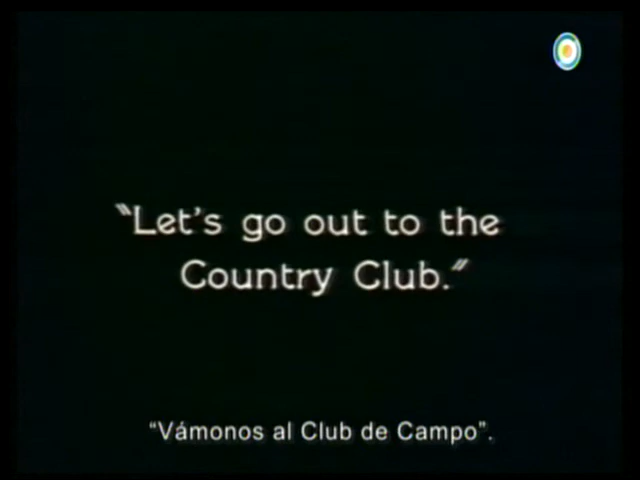 "Let's go out to the
Country Club."
"Vámonos al Club de Campo".